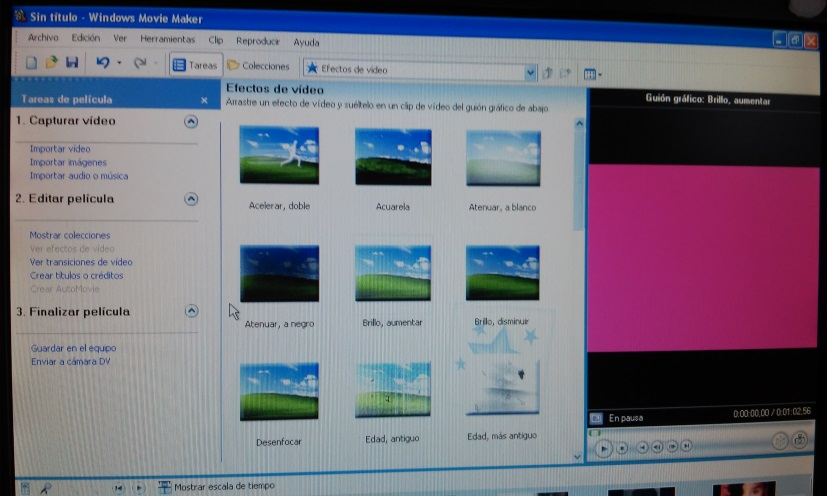 Sin título - Windows Movie Maker
Archivo Edición Ver Herramientas Clip Reproducir Ayuda
Tareas Colecciones Efectos de vídeo
Tareas de película x
1. Capturar vídeo
Importar vídeo
Importar imágenes
Importar audio o música
2. Editar película
Mostrar colecciones
Ver efectos de vídeo
Ver transiciones de vídeo
Crear títulos o créditos
Crear AutoMovie
3. Finalizar película
Guardar en el equipo
Enviar a cámara DV
Efectos de vídeo
Arrastre un efecto de vídeo y suéltelo en un clip de vídeo del guión gráfico de abajo.
Acelerar, doble Acuarela Atenuar, a blanco
Atenuar, a negro Brillo, aumentar Brillo, disminuir
Desenfocar Edad, antiguo Edad, más antiguo
Guión gráfico: Brillo, aumentar
En pausa 0:00:00,00 / 0:01:02,56
Mostrar escala de tiempo